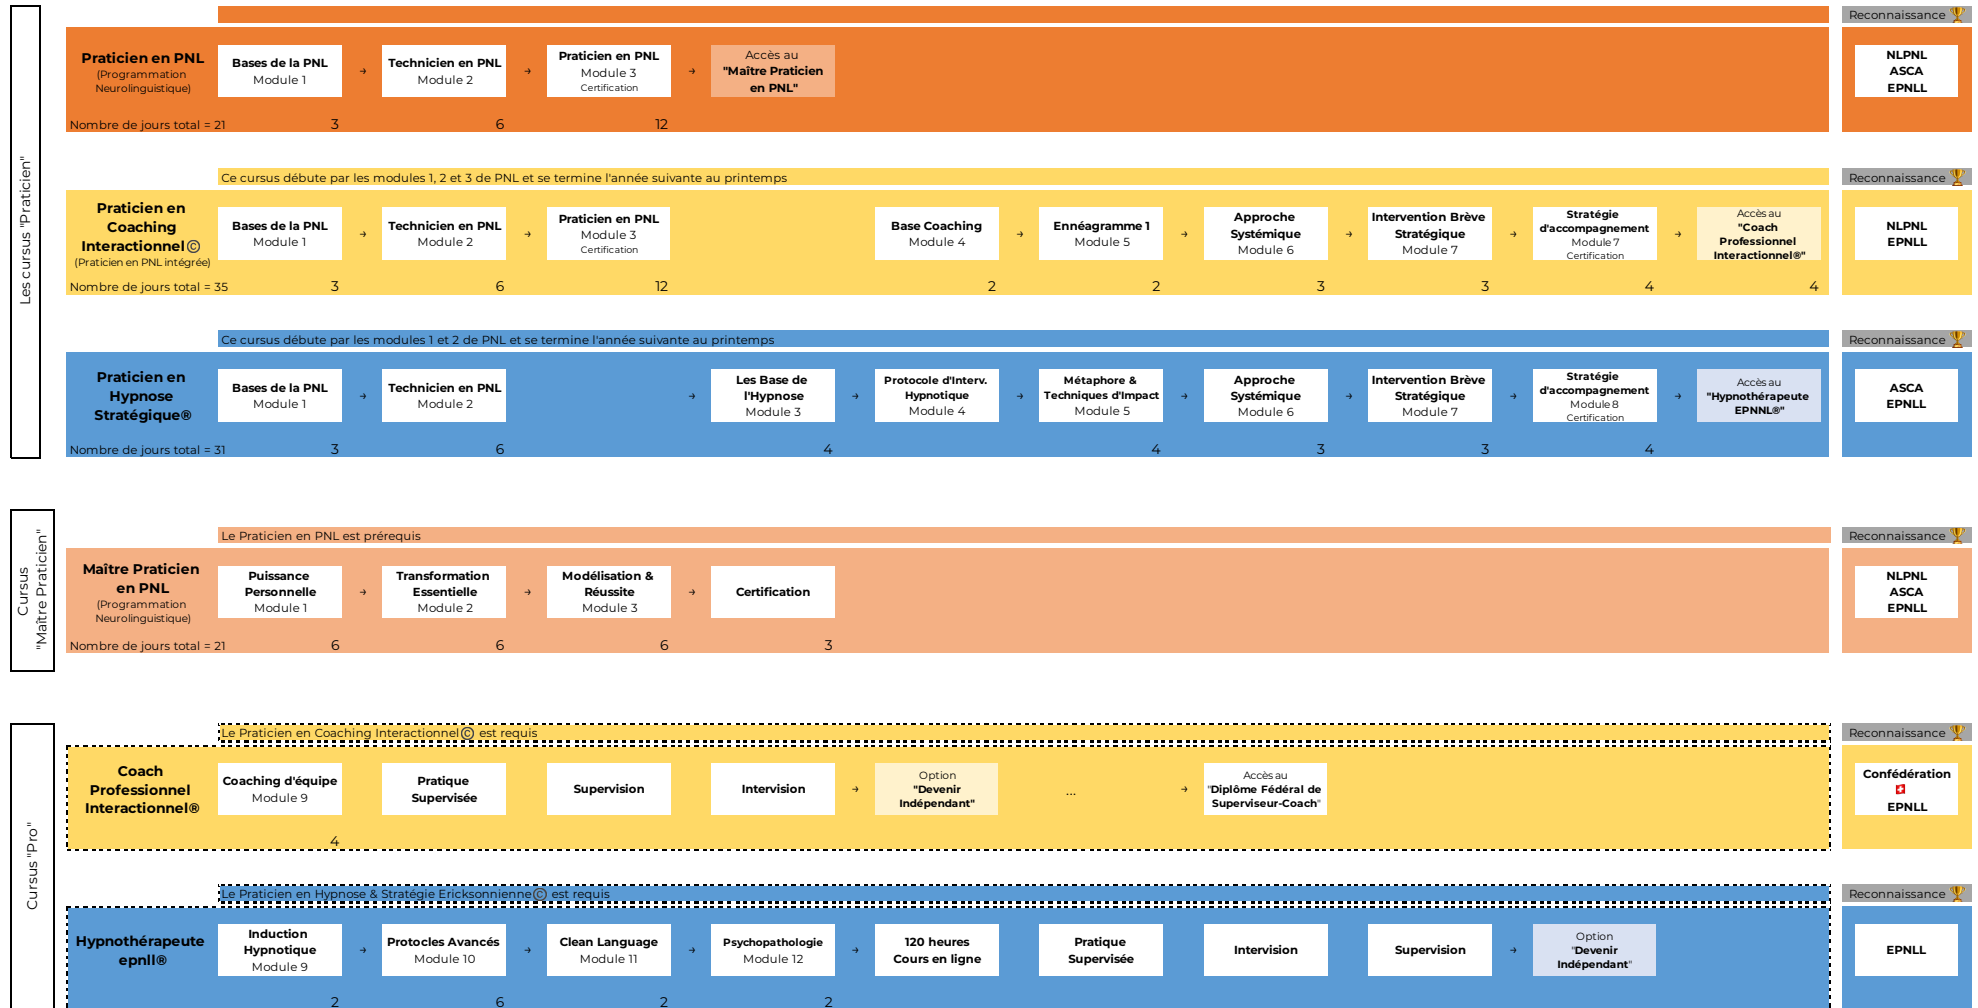 Les cursus "Praticien"
Reconnaissance
Praticien en PNL
(Programmation
Neurolinguistique)
Bases de la PNL
Module 1
→
Technicien en PNL
Module 2
→
Praticien en PNL
Module 3
Certification
→
Accès au
"Maître Praticien
en PNL"
NLPNL
ASCA
EPNLL
Nombre de jours total = 21
3
6
12
Ce cursus débute par les modules 1, 2 et 3 de PNL et se termine l'année suivante au printemps
Reconnaissance
Praticien en
Coaching
Interactionnel©
(Praticien en PNL intégrée)
Bases de la PNL
Module 1
→
Technicien en PNL
Module 2
→
Praticien en PNL
Module 3
Certification
Base Coaching
Module 4
→
Ennéagramme 1
Module 5
→
Approche
Systémique
Module 6
→
Intervention Brève
Stratégique
Module 7
→
Stratégie
d'accompagnement
Module 7
Certification
→
Accès au
"Coach
Professionnel
Interactionnel®"
NLPNL
EPNLL
Nombre de jours total = 35
3
6
12
2
2
3
3
4
4
Ce cursus débute par les modules 1 et 2 de PNL et se termine l'année suivante au printemps
Reconnaissance
Praticien en
Hypnose
Stratégique®
Bases de la PNL
Module 1
→
Technicien en PNL
Module 2
→
Les Base de
l'Hypnose
Module 3
→
Protocole d'Interv.
Hypnotique
Module 4
→
Métaphore &
Techniques d'Impact
Module 5
→
Approche
Systémique
Module 6
→
Intervention Brève
Stratégique
Module 7
→
Stratégie
d'accompagnement
Module 8
Certification
→
Accès au
"Hypnothérapeute
EPNNL®"
ASCA
EPNLL
Nombre de jours total = 31
3
6
4
4
3
3
4
Cursus
"Maître Praticien"
Le Praticien en PNL est prérequis
Reconnaissance
Maître Praticien
en PNL
(Programmation
Neurolinguistique)
Puissance
Personnelle
Module 1
→
Transformation
Essentielle
Module 2
→
Modélisation &
Réussite
Module 3
→
Certification
NLPNL
ASCA
EPNLL
Nombre de jours total = 21
6
6
6
3
Cursus "Pro"
Le Praticien en Coaching Interactionnel© est requis
Reconnaissance
Coach
Professionnel
Interactionnel®
Coaching d'équipe
Module 9
Pratique
Supervisée
Supervision
Intervision
→
Option
"Devenir
Indépendant"
...
→
Accès au
"Diplôme Fédéral de
Superviseur-Coach"
Confédération
EPNLL
4
Le Praticien en Hypnose & Stratégie Ericksonnienne© est requis
Reconnaissance
Hypnothérapeute
epnll®
Induction
Hypnotique
Module 9
→
Protocles Avancés
Module 10
→
Clean Language
Module 11
→
Psychopathologie
Module 12
→
120 heures
Cours en ligne
Pratique
Supervisée
Intervision
Supervision
→
Option
"Devenir
Indépendant"
EPNLL
2
6
2
2